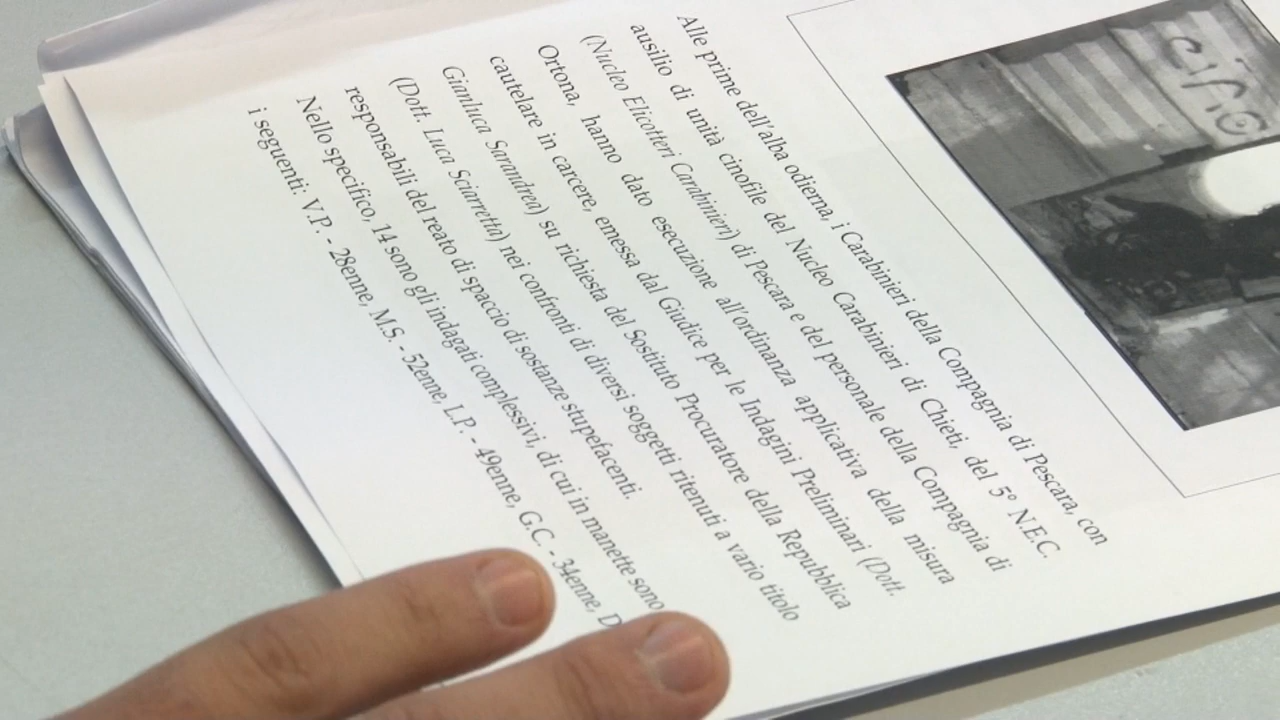 Alle prime dell'alba odierna, i Carabinieri della Compagnia di Pescara, con
ausilio di unità cinofile del Nucleo Carabinieri di Chieti, del 5° N.E.C.
(Nucleo Elicotteri Carabinieri) di Pescara e del personale della Compagnia di
Ortona, hanno dato esecuzione all'ordinanza applicativa della misura
cautelare in carcere, emessa dal Giudice per le Indagini Preliminari (Dott.
Gianluca Sarandrea) su richiesta del Sostituto Procuratore della Repubblica
(Dott. Luca Sciarretta) nei confronti di diversi soggetti ritenuti a vario titolo
responsabili del reato di spaccio di sostanze stupefacenti.
Nello specifico, 14 sono gli indagati complessivi, di cui in manette sono
i seguenti: V.P. - 28enne, M.S. - 52enne, L.P. - 49enne, G.C. - 34enne, D